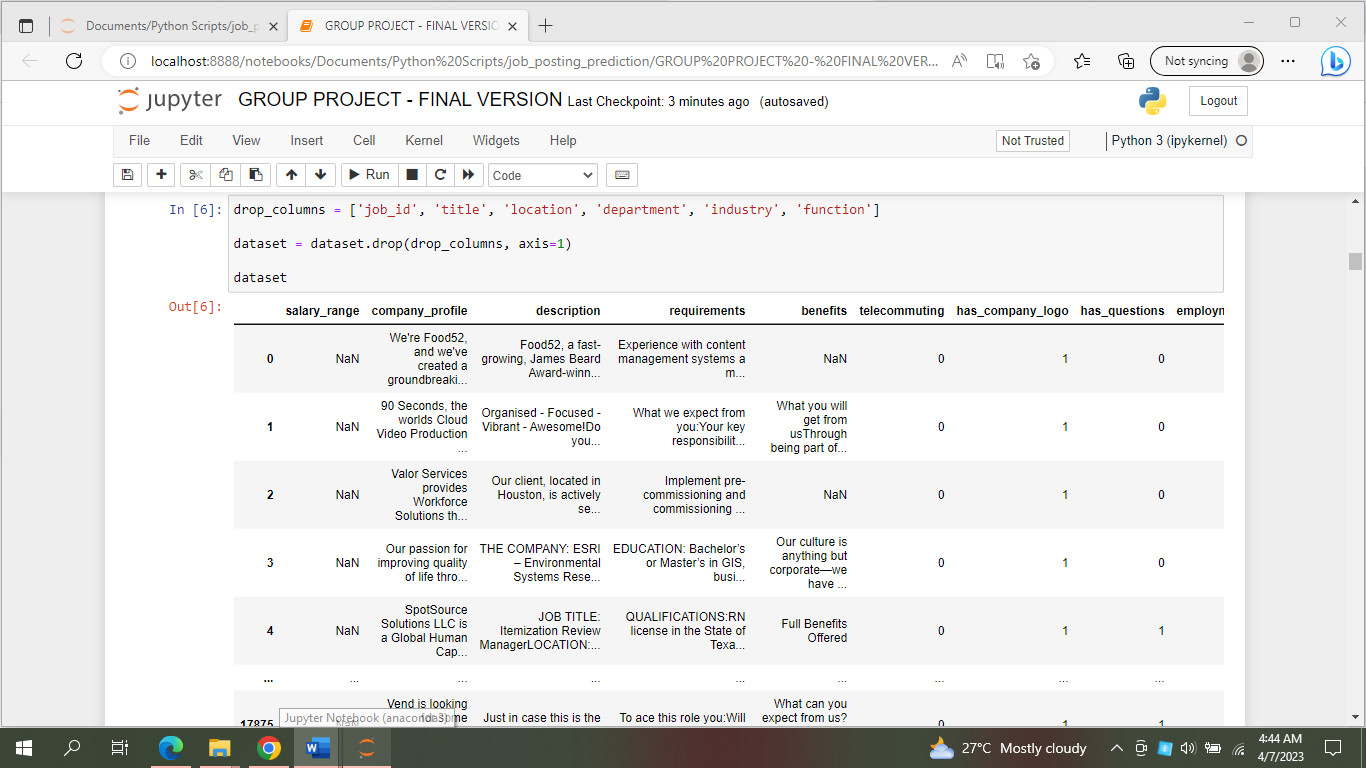 Documents/Python Scripts/job_p
GROUP PROJECT - FINAL VERSIO
localhost:8888/notebooks/Documents/Python%20Scripts/job_posting_prediction/GROUP%20PROJECT%20-%20FINAL%20VER...
Not syncing
jupyter GROUP PROJECT - FINAL VERSION Last Checkpoint: 3 minutes ago (autosaved)
Logout
File Edit View Insert Cell Kernel Widgets Help
Not Trusted
Python 3 (ipykernel)
Run
Code
In [6]: drop_columns = ['job_id', 'title', 'location', 'department', 'industry', 'function']
dataset = dataset.drop(drop_columns, axis=1)
dataset
Out[6]:
salary_range company_profile description requirements benefits telecommuting has_company_logo has_questions employn
0 NaN We're Food52, and we've created a groundbreaki... Food52, a fast-growing, James Beard Award-winn... Experience with content management systems a m... NaN 0 1 0
1 NaN 90 Seconds, the worlds Cloud Video Production ... Organised - Focused - Vibrant - Awesome!Do you... What we expect from you:Your key responsibilit... What you will get from usThrough being part of... 0 1 0
2 NaN Valor Services provides Workforce Solutions th... Our client, located in Houston, is actively se... Implement pre-commissioning and commissioning ... NaN 0 1 0
3 NaN Our passion for improving quality of life thro... THE COMPANY: ESRI – Environmental Systems Rese... EDUCATION: Bachelor’s or Master’s in GIS, busi... Our culture is anything but corporate—we have ... 0 1 0
4 NaN SpotSource Solutions LLC is a Global Human Cap... JOB TITLE: Itemization Review ManagerLOCATION:... QUALIFICATIONS:RN license in the State of Texa... Full Benefits Offered 0 1 1
... ... ... ... ... ... ... ... ...
17875 NaN Vend is looking Just in case this is the To ace this role you:Will What can you expect from us? 0 1 1
Jupyter Notebook (anaconda3)
27°C Mostly cloudy
4:44 AM
4/7/2023